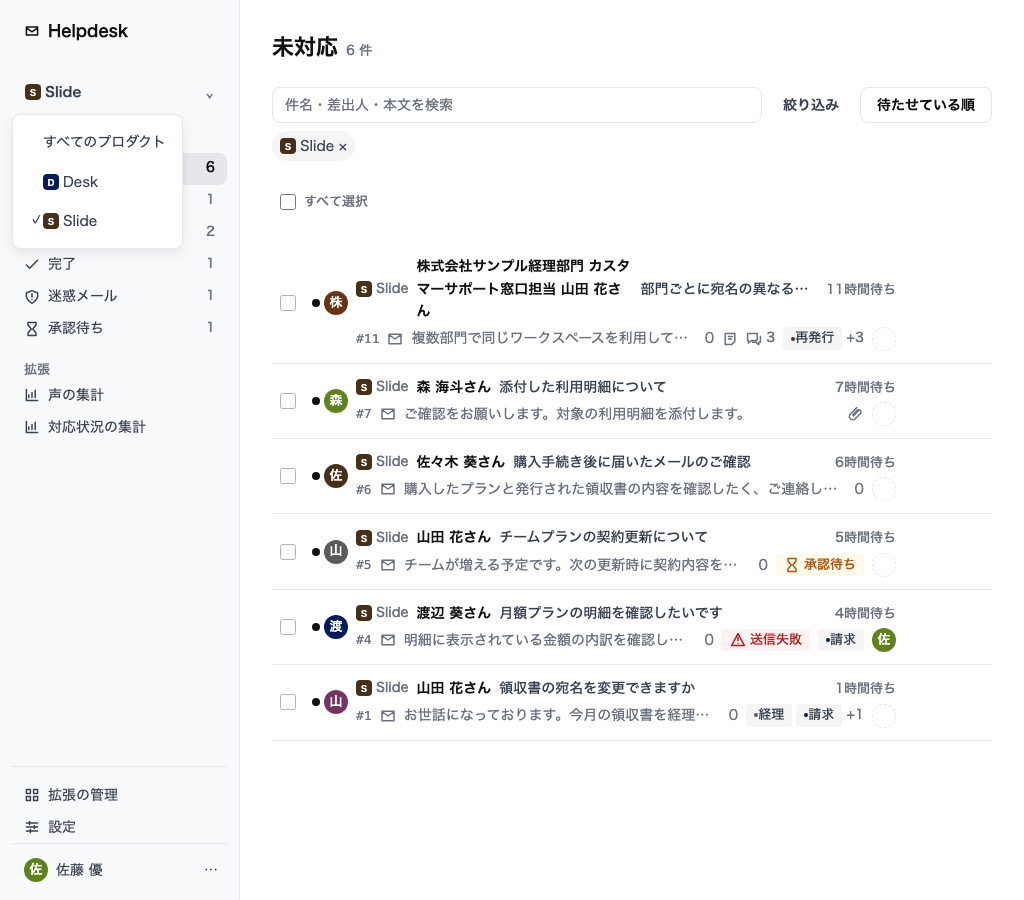 Helpdesk
S Slide
すべてのプロダクト
D Desk
✓ S Slide
6
1
2
完了 1
迷惑メール 1
承認待ち 1
拡張
声の集計
対応状況の集計
拡張の管理
設定
佐 佐藤 優 …
未対応 6 件
件名・差出人・本文を検索 絞り込み 待たせている順
S Slide ×
すべて選択
株 S Slide 株式会社サンプル経理部門 カスタ
マーサポート窓口担当 山田 花さ
ん
部門ごとに宛名の異なる… 11時間待ち
#11 複数部門で同じワークスペースを利用して… 0 3 •再発行 +3
森 S Slide 森 海斗さん 添付した利用明細について 7時間待ち
#7 ご確認をお願いします。対象の利用明細を添付します。
佐 S Slide 佐々木 葵さん 購入手続き後に届いたメールのご確認 6時間待ち
#6 購入したプランと発行された領収書の内容を確認したく、ご連絡し… 0
山 S Slide 山田 花さん チームプランの契約更新について 5時間待ち
#5 チームが増える予定です。次の更新時に契約内容を… 0 承認待ち
渡 S Slide 渡辺 葵さん 月額プランの明細を確認したいです 4時間待ち
#4 明細に表示されている金額の内訳を確認し… 0 送信失敗 •請求 佐
山 S Slide 山田 花さん 領収書の宛名を変更できますか 1時間待ち
#1 お世話になっております。今月の領収書を経理… 0 •経理 •請求 +1